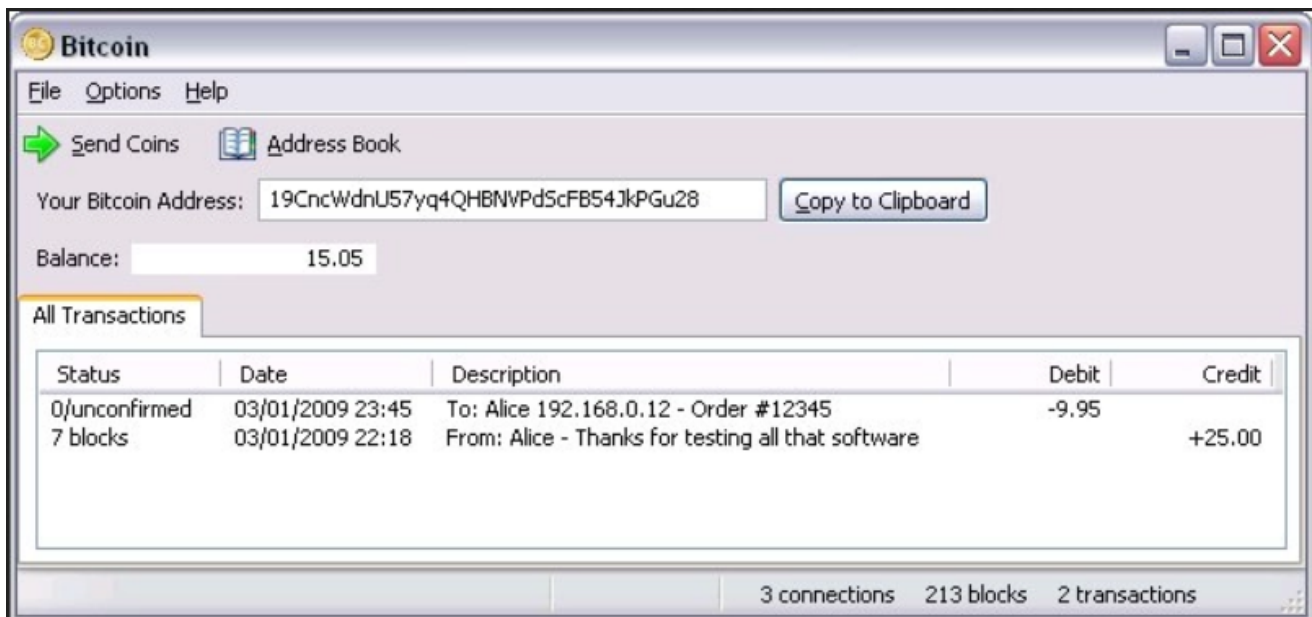 Bitcoin
File Options Help
Send Coins Address Book
Your Bitcoin Address: 19CncWdnU57yq4QHBNVPdScFB54JkPGu28 Copy to Clipboard
Balance: 15.05
All Transactions
Status Date Description Debit Credit
0/unconfirmed 03/01/2009 23:45 To: Alice 192.168.0.12 - Order #12345 -9.95
7 blocks 03/01/2009 22:18 From: Alice - Thanks for testing all that software +25.00
3 connections 213 blocks 2 transactions